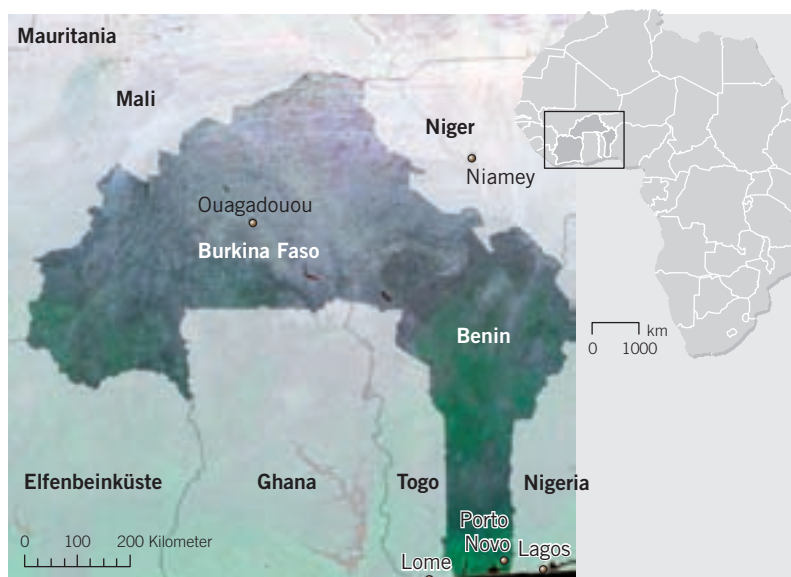 Mauritania
Mali
Niger
Niamey
Ouagadouou
Burkina Faso
Benin
km
0 1000
Elfenbeinküste
Ghana
Togo
Nigeria
Porto
Novo
Lagos
Lome
0 100 200 Kilometer